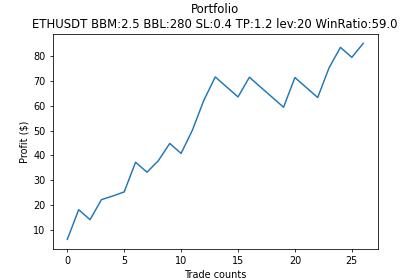 Portfolio
ETHUSDT BBM:2.5 BBL:280 SL:0.4 TP:1.2 lev:20 WinRatio:59.0
80
70
60
50
40
30
20
10
Profit ($)
0 5 10 15 20 25
Trade counts